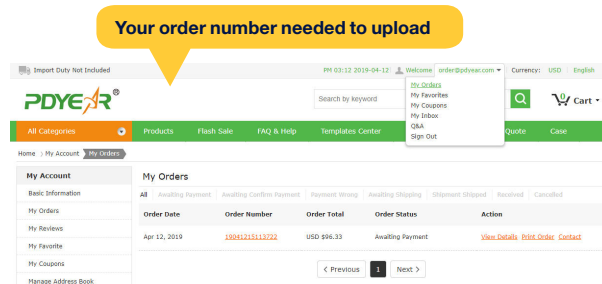 Your order number needed to upload
Import Duty Not Included
PM 03:12 2019-04-12
Welcome order@pdyear.com
Currency: USD English
PDYEAR®
Search by keyword
0
Cart
My Orders
My Favorites
My Coupons
My Inbox
Q&A
Sign Out
All Categories Products Flash Sale FAQ & Help Templates Center Quote Case
Home > My Account > My Orders
My Account
Basic Information
My Orders
My Reviews
My Favorite
My Coupons
Manage Address Book
My Orders
All Awaiting Payment Awaiting Confirm Payment Payment Wrong Awaiting Shipping Shipment Shipped Received Cancelled
Order Date Order Number Order Total Order Status Action
Apr 12, 2019 19041215113722 USD $96.33 Awaiting Payment View Details Print Order Contact
< Previous 1 Next >